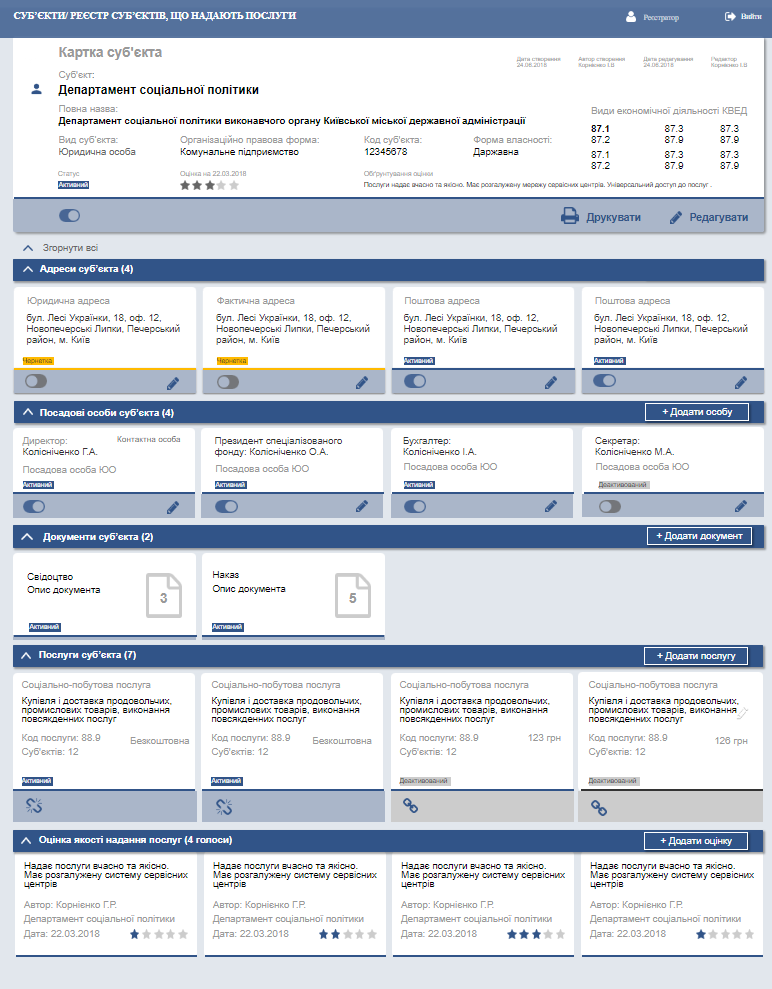 СУБ'ЄКТИ/ РЕЄСТР СУБ'ЄКТІВ, ЩО НАДАЮТЬ ПОСЛУГИ
Реєстратор
Вийти
Картка суб'єкта
Дата створення
24.06.2018
Автор створення
Корнієнко І.В
Дата редагування
24.06.2018
Редактор
Корнієнко І.В
Суб'єкт:
Департамент соціальної політики
Повна назва:
Департамент соціальної політики виконавчого органу Київської міської державної адміністрації
Види економічної діяльності КВЕД
87.1 87.3 87.3
87.2 87.9 87.9
87.1 87.3 87.3
87.2 87.9 87.9
Вид суб'єкта:
Юридична особа
Організаційно правова форма:
Комунальне підприємство
Код суб'єкта:
12345678
Форма власності:
Державна
Статус
Активний
Оцінка на 22.03.2018
Обґрунтування оцінки
Послуги надає вчасно та якісно. Має розгалужену мережу сервісних центрів. Універсальний доступ до послуг .
Друкувати
Редагувати
Згорнути всі
Адреси суб'єкта (4)
Юридична адреса
бул. Лесі Українки, 18, оф. 12,
Новопечерські Липки, Печерський
район, м. Київ
Чернетка
Фактична адреса
бул. Лесі Українки, 18, оф. 12,
Новопечерські Липки, Печерський
район, м. Київ
Чернетка
Поштова адреса
бул. Лесі Українки, 18, оф. 12,
Новопечерські Липки, Печерський
район, м. Київ
Активний
Поштова адреса
бул. Лесі Українки, 18, оф. 12,
Новопечерські Липки, Печерський
район, м. Київ
Активний
Посадові особи суб'єкта (4)
+ Додати особу
Директор:
Контактна особа
Колісніченко Г.А.
Посадова особа ЮО
Активний
Президент спеціалізованого
фонду: Колісніченко О.А.
Посадова особа ЮО
Активний
Бухгалтер:
Колісніченко І.А.
Посадова особа ЮО
Активний
Секретар:
Колісніченко М.А.
Посадова особа ЮО
Деактивований
Документи суб'єкта (2)
+ Додати документ
Свідоцтво
Опис документа
3
Активний
Наказ
Опис документа
5
Активний
Послуги суб'єкта (7)
+ Додати послугу
Соціально-побутова послуга
Купівля і доставка продовольчих,
промислових товарів, виконання
повсякденних послуг
Код послуги: 88.9
Безкоштовна
Суб'єктів: 12
Активний
Соціально-побутова послуга
Купівля і доставка продовольчих,
промислових товарів, виконання
повсякденних послуг
Код послуги: 88.9
Безкоштовна
Суб'єктів: 12
Активний
Соціально-побутова послуга
Купівля і доставка продовольчих,
промислових товарів, виконання
повсякденних послуг
Код послуги: 88.9
123 грн
Суб'єктів: 12
Деактивований
Соціально-побутова послуга
Купівля і доставка продовольчих,
промислових товарів, виконання
повсякденних послуг
Код послуги: 88.9
126 грн
Суб'єктів: 12
Деактивований
Оцінка якості надання послуг (4 голоси)
+ Додати оцінку
Надає послуги вчасно та якісно.
Має розгалужену систему сервісних
центрів
Автор: Корнієнко Г.Р.
Департамент соціальної політики
Дата: 22.03.2018
Надає послуги вчасно та якісно.
Має розгалужену систему сервісних
центрів
Автор: Корнієнко Г.Р.
Департамент соціальної політики
Дата: 22.03.2018
Надає послуги вчасно та якісно.
Має розгалужену систему сервісних
центрів
Автор: Корнієнко Г.Р.
Департамент соціальної політики
Дата: 22.03.2018
Надає послуги вчасно та якісно.
Має розгалужену систему сервісних
центрів
Автор: Корнієнко Г.Р.
Департамент соціальної політики
Дата: 22.03.2018